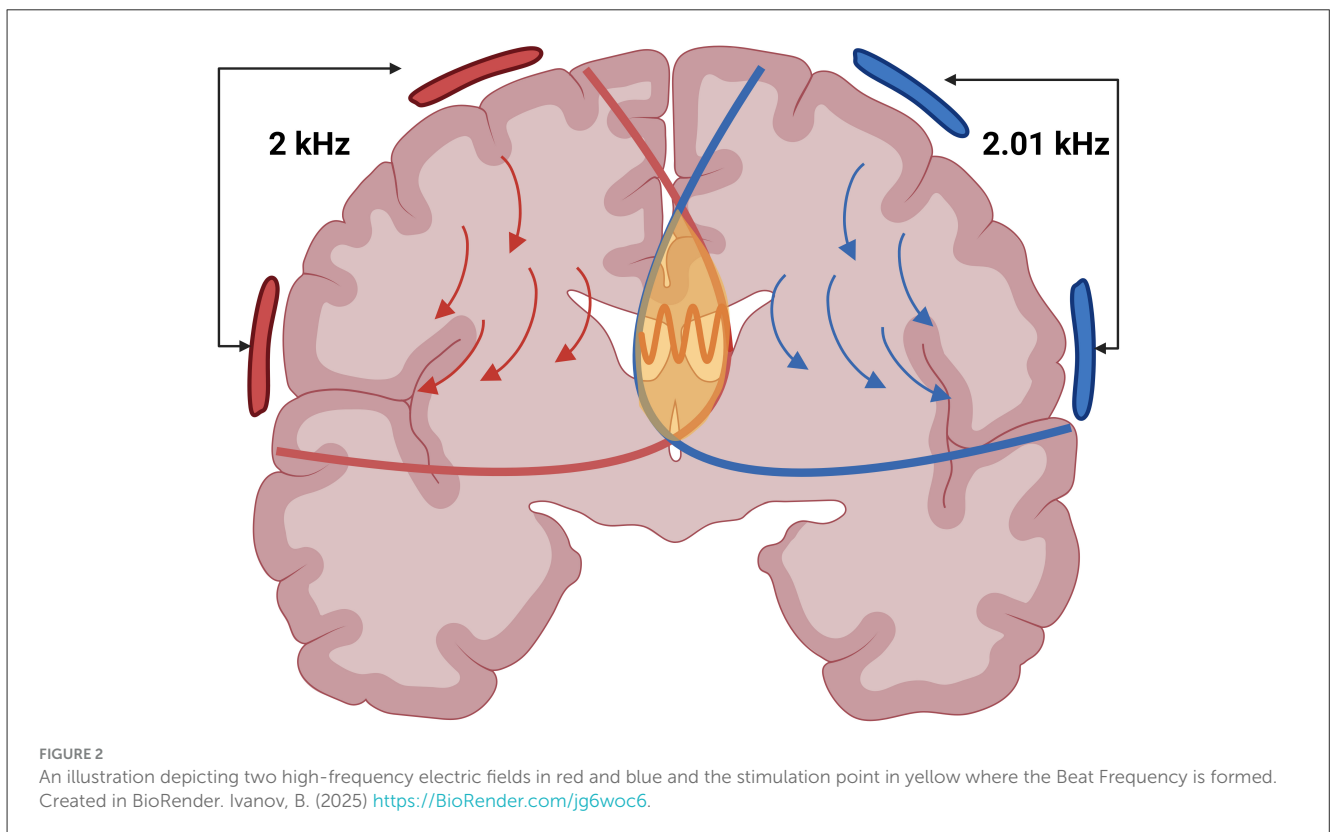 2 kHz
2.01 kHz
FIGURE 2
An illustration depicting two high-frequency electric fields in red and blue and the stimulation point in yellow where the Beat Frequency is formed.
Created in BioRender. Ivanov, B. (2025) https://BioRender.com/jg6woc6.